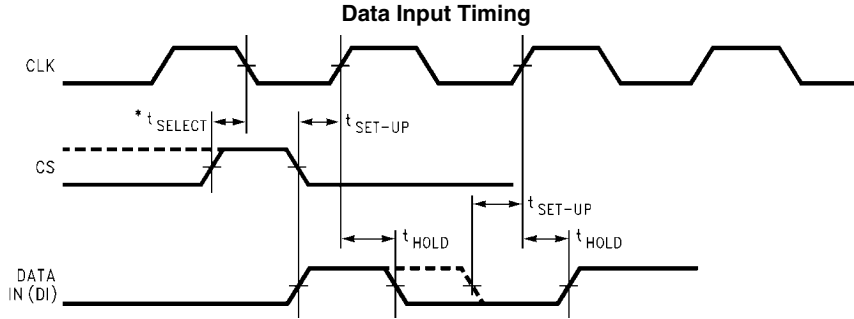 Data Input Timing
CLK
* tSELECT
tSET-UP
CS
tSET-UP
tHOLD
tHOLD
DATA
IN (DI)